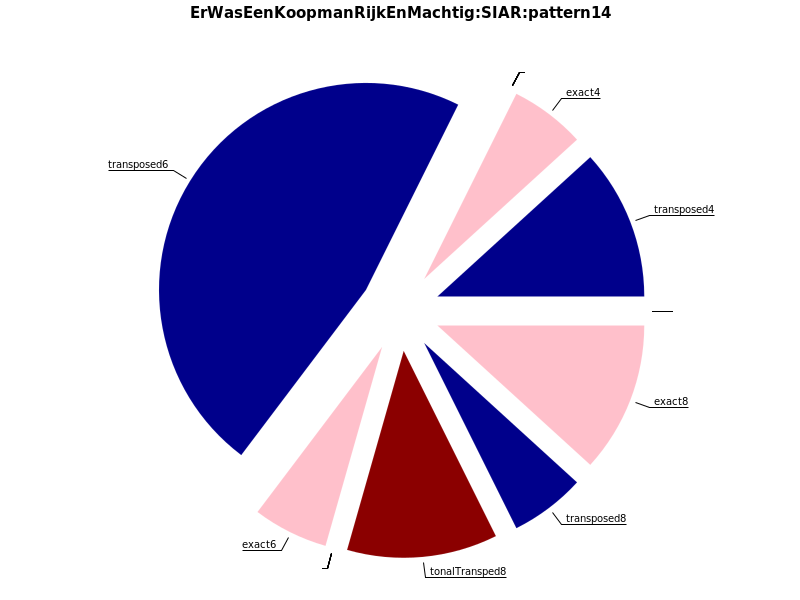 ErWasEenKoopmanRijkEnMachtig:SIAR:pattern14
exact4
transposed6
transposed4
exact8
transposed8
exact6
tonalTransped8